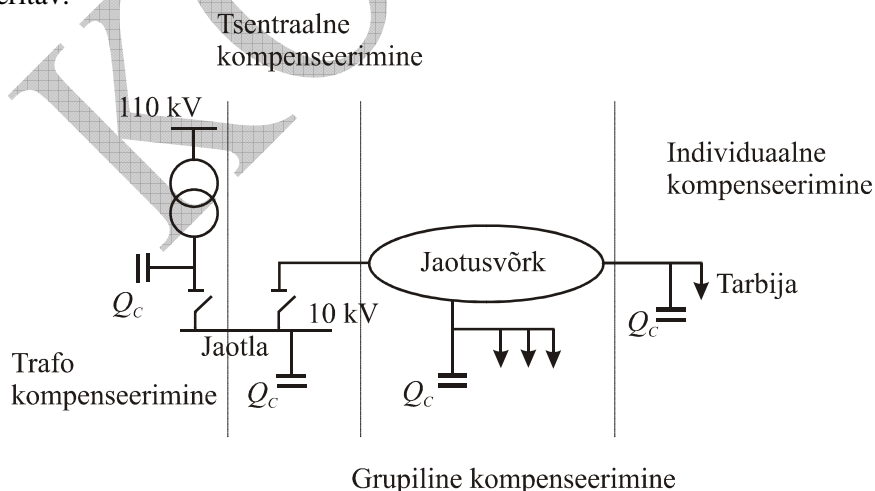 Tsentraalne
kompenseerimine
110 kV
Individuaalne
kompenseerimine
Jaotusvõrk
Tarbija
Q_C
10 kV
Q_C
Jaotla
Trafo
kompenseerimine
Q_C
Q_C
Grupiline kompenseerimine